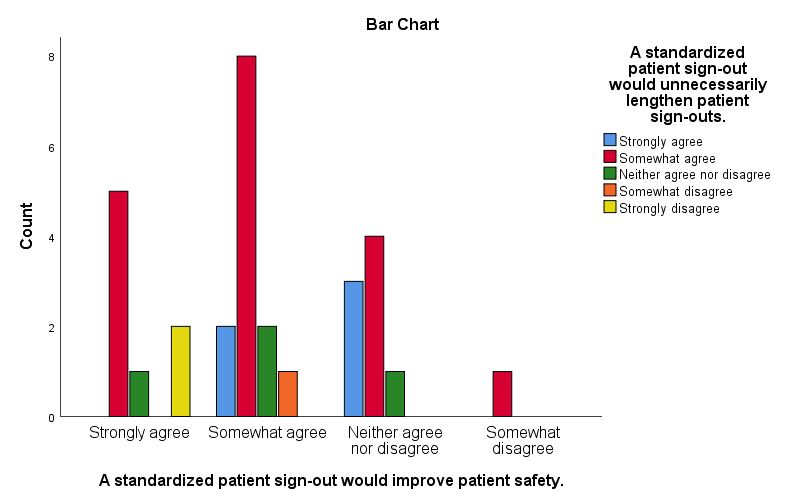 Bar Chart
A standardized
patient sign-out
would unnecessarily
lengthen patient
sign-outs.
Strongly agree
Somewhat agree
Neither agree nor disagree
Somewhat disagree
Strongly disagree
Count
8
6
4
2
0
Strongly agree
Somewhat agree
Neither agree
nor disagree
Somewhat
disagree
A standardized patient sign-out would improve patient safety.